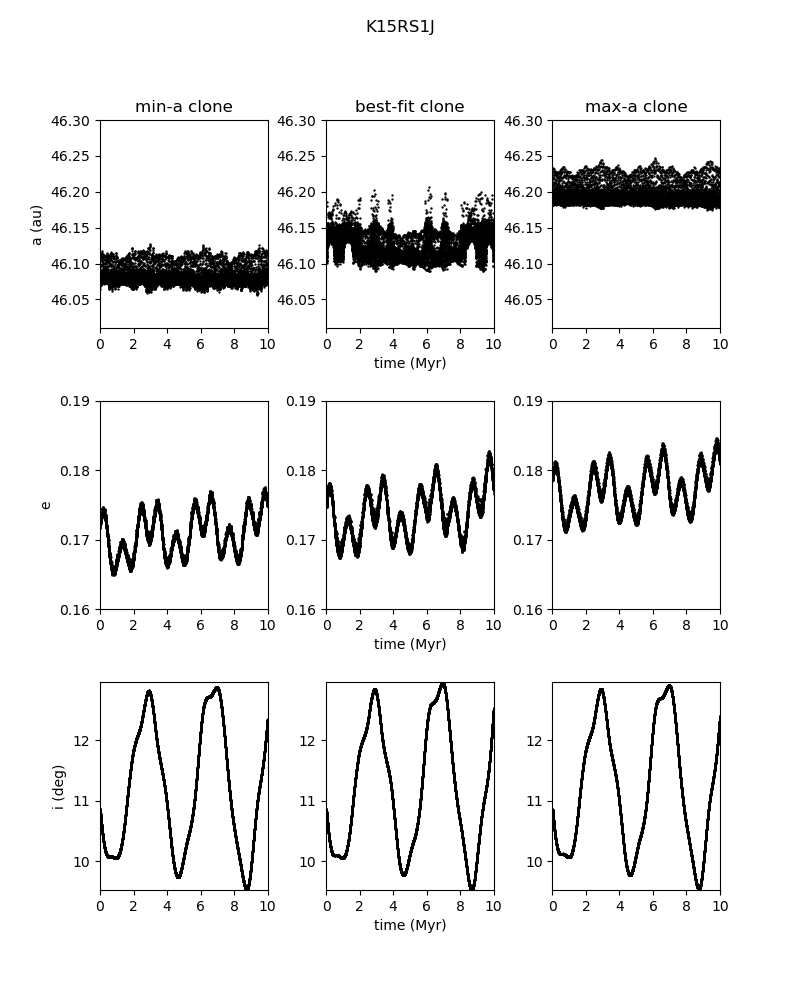 K15RS1J
min-a clone best-fit clone max-a clone
46.30 46.30 46.30
46.25 46.25 46.25
46.20 46.20 46.20
a (au) 46.15 46.15 46.15
46.10 46.10 46.10
46.05 46.05 46.05
0 2 4 6 8 10 0 2 4 6 8 10 0 2 4 6 8 10
time (Myr)
0.19 0.19 0.19
0.18 0.18 0.18
e
0.17 0.17 0.17
0.16 0.16 0.16
0 2 4 6 8 10 0 2 4 6 8 10 0 2 4 6 8 10
time (Myr)
12 12 12
i (deg) 11 11 11
10 10 10
0 2 4 6 8 10 0 2 4 6 8 10 0 2 4 6 8 10
time (Myr)